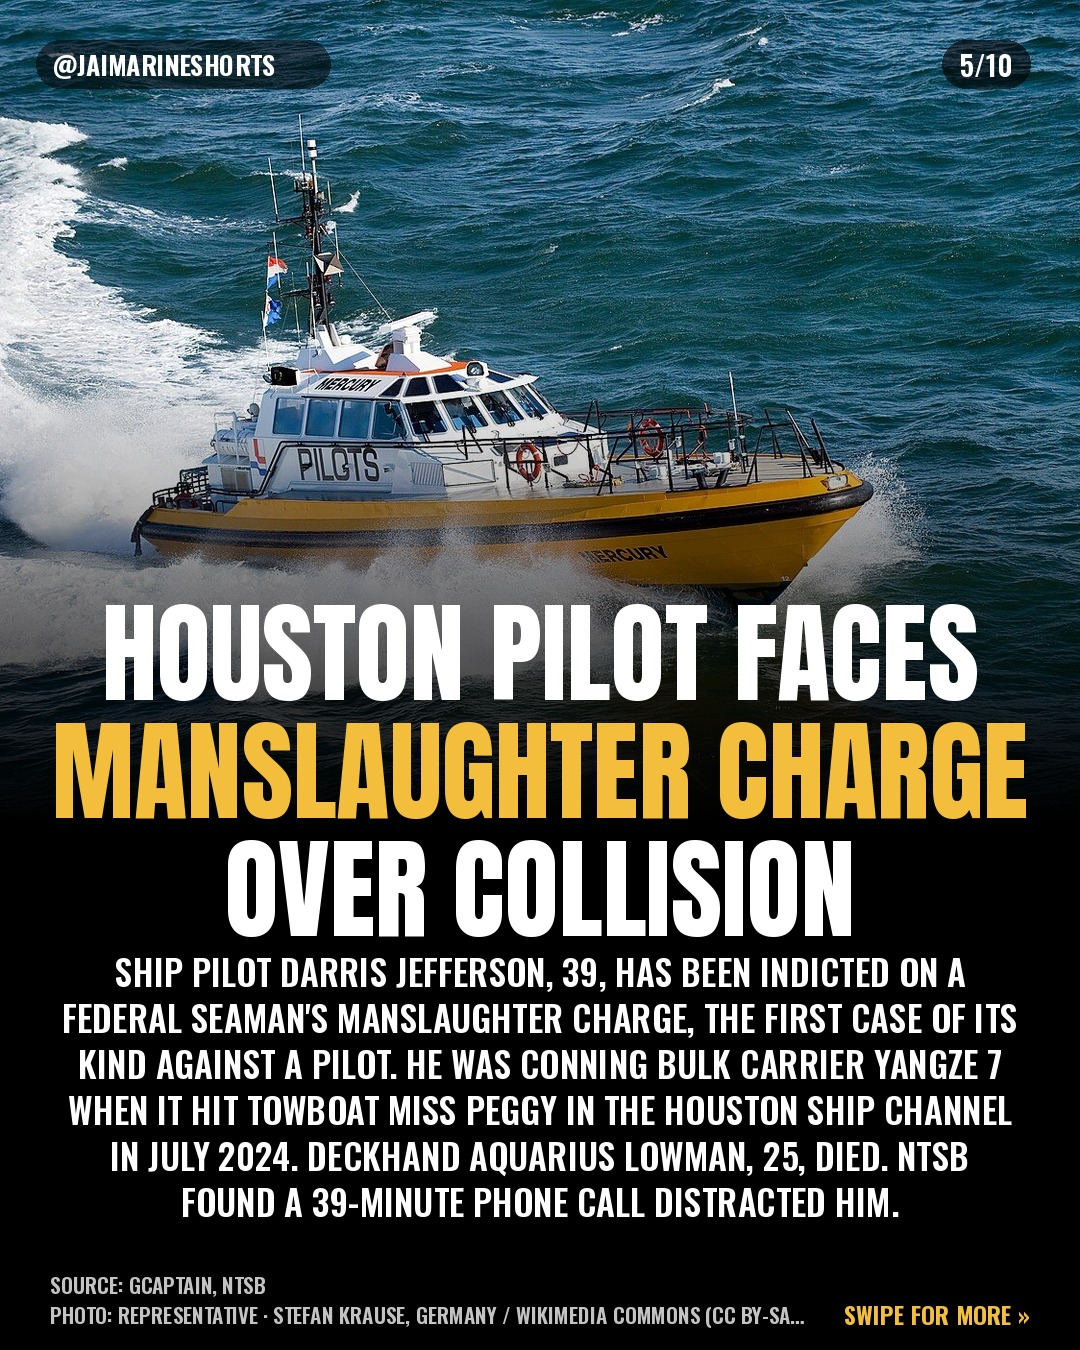 @JAIMARINESHORTS
5/10
MERCURY
PILOTS
MERCURY
HOUSTON PILOT FACES
MANSLAUGHTER CHARGE
OVER COLLISION
SHIP PILOT DARRIS JEFFERSON, 39, HAS BEEN INDICTED ON A
FEDERAL SEAMAN'S MANSLAUGHTER CHARGE, THE FIRST CASE OF ITS
KIND AGAINST A PILOT. HE WAS CONNING BULK CARRIER YANGZE 7
WHEN IT HIT TOWBOAT MISS PEGGY IN THE HOUSTON SHIP CHANNEL
IN JULY 2024. DECKHAND AQUARIUS LOWMAN, 25, DIED. NTSB
FOUND A 39-MINUTE PHONE CALL DISTRACTED HIM.
SOURCE: GCAPTAIN, NTSB
PHOTO: REPRESENTATIVE · STEFAN KRAUSE, GERMANY / WIKIMEDIA COMMONS (CC BY-SA...
SWIPE FOR MORE »